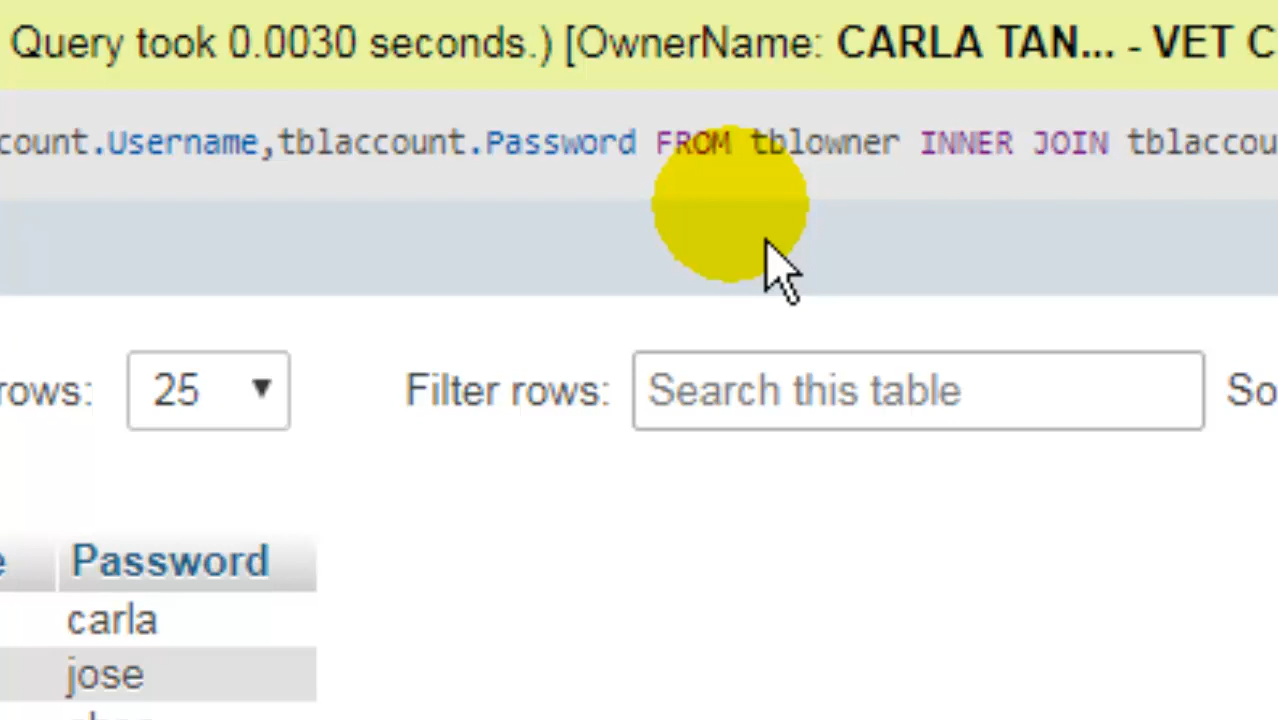 Query took 0.0030 seconds.) [OwnerName: CARLA TAN... - VET C
count.Username,tblaccount.Password FROM tblowner INNER JOIN tblaccou
rows: 25 Filter rows: Search this table So
e Password
carla
jose